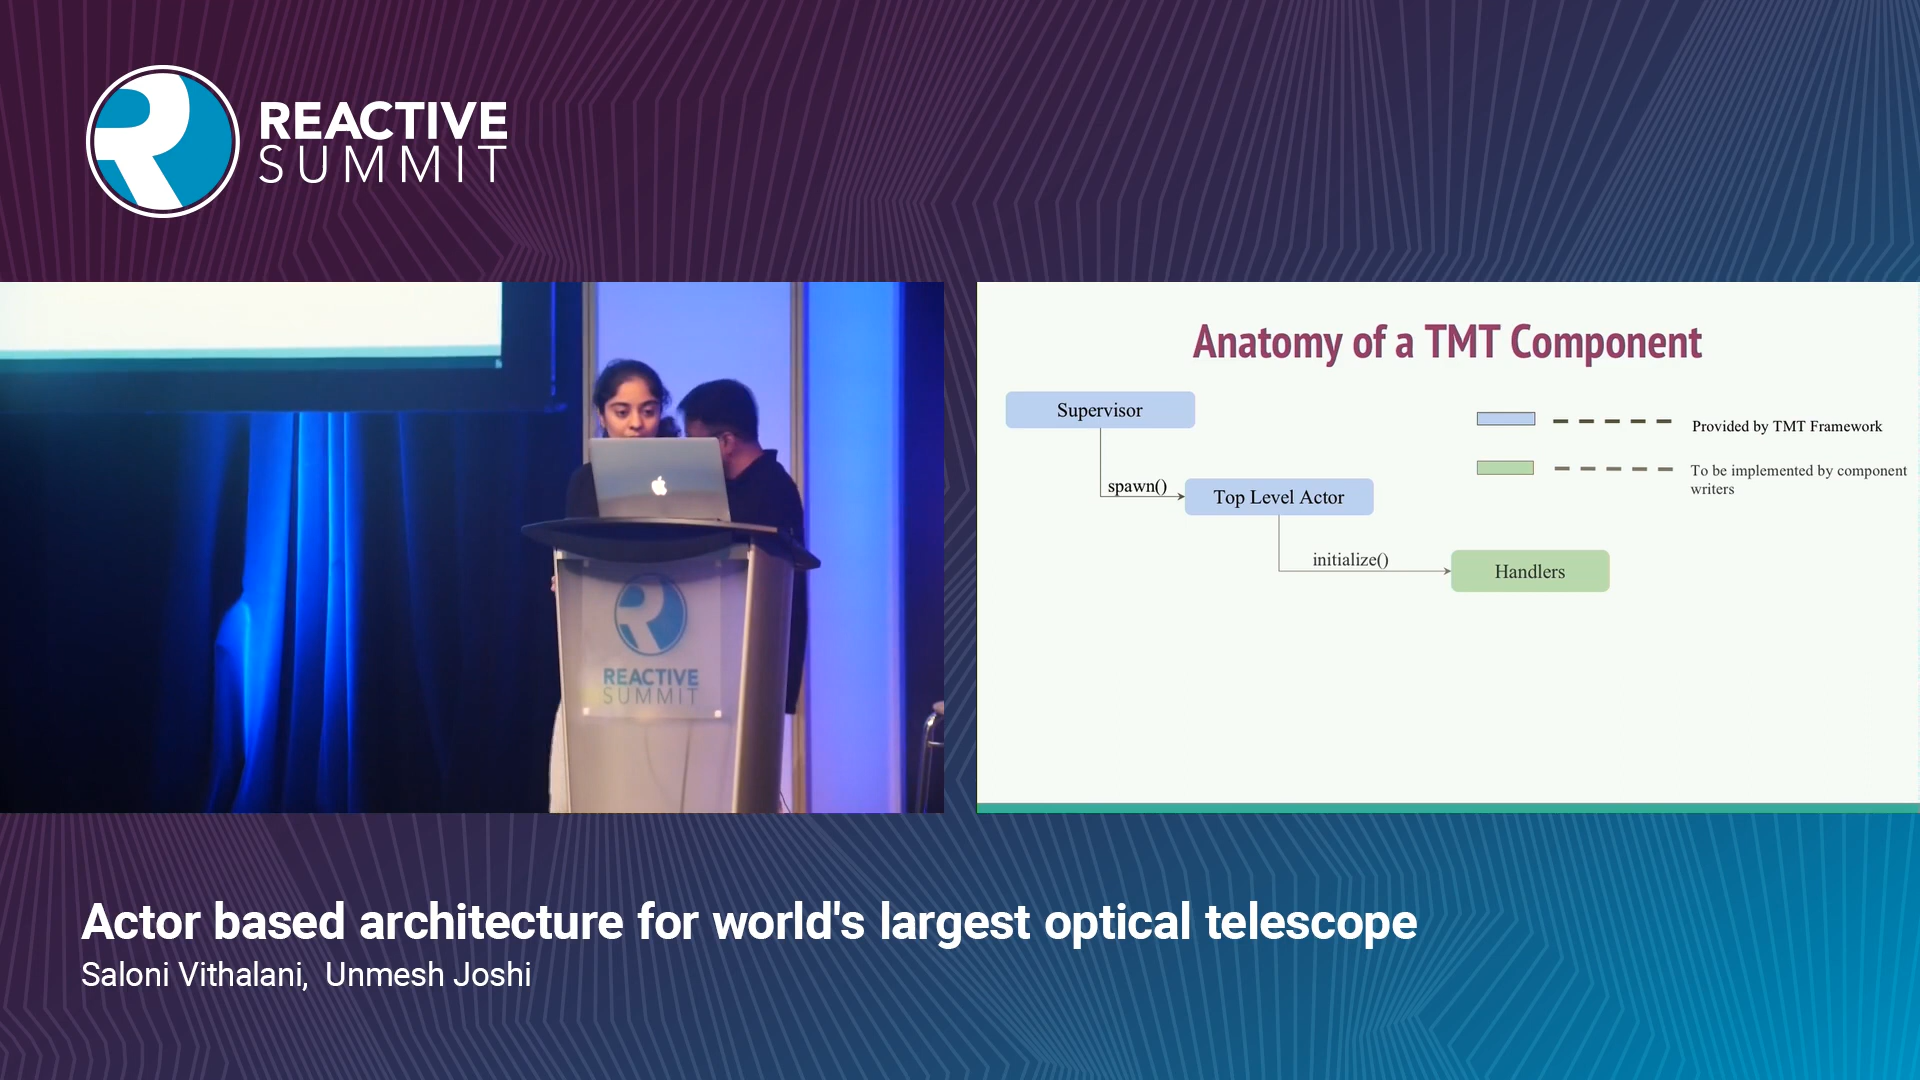 REACTIVE
SUMMIT
REACTIVE
SUMMIT
Anatomy of a TMT Component
Supervisor
spawn()
Top Level Actor
initialize()
Handlers
Provided by TMT Framework
To be implemented by component
writers
Actor based architecture for world's largest optical telescope
Saloni Vithalani,  Unmesh Joshi